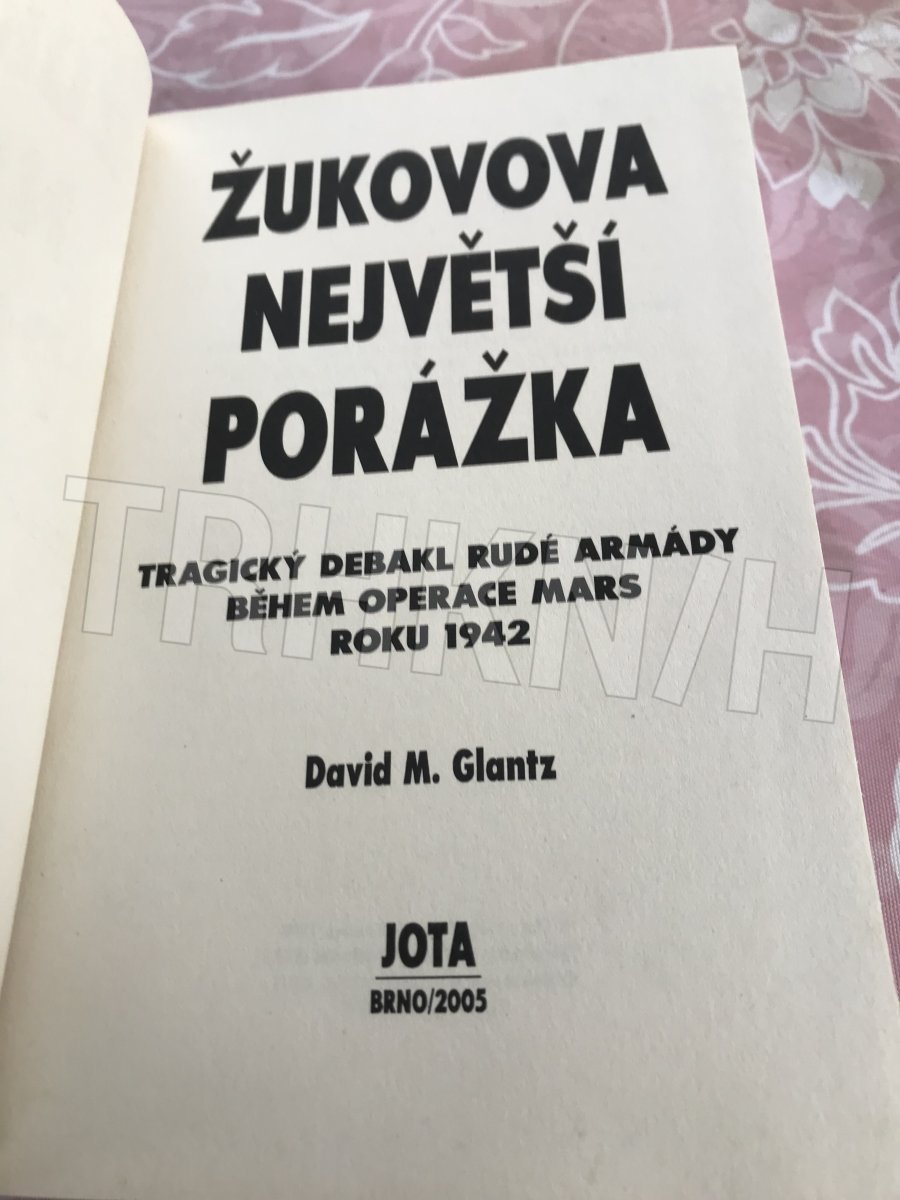 ŽUKOVOVA
NEJVĚTŠÍ
PORÁŽKA
TRAGICKÝ DEBAKL RUDÉ ARMÁDY
BĚHEM OPERACE MARS
ROKU 1942
TRHKNIH
David M. Glantz
JOTA
BRNO/2005